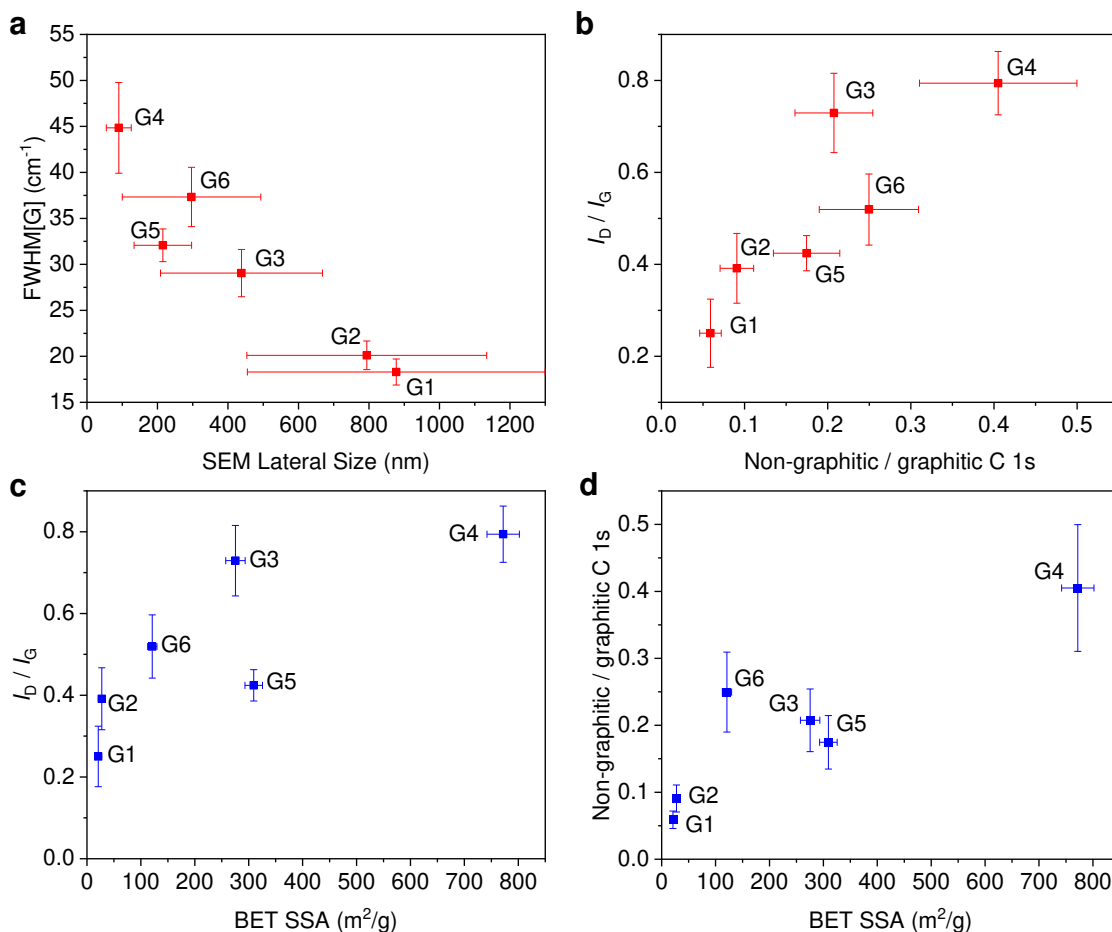 a
55
50
45
40
35
30
25
20
15
FWHM[G] (cm⁻¹)
G4
G6
G5
G3
G2
G1
0 200 400 600 800 1000 1200
SEM Lateral Size (nm)
b
0.8
0.6
0.4
0.2
I_D / I_G
G4
G3
G6
G2
G5
G1
0.0 0.1 0.2 0.3 0.4 0.5
Non-graphitic / graphitic C 1s
c
0.8
0.6
0.4
0.2
0.0
I_D / I_G
G4
G3
G6
G5
G2
G1
0 100 200 300 400 500 600 700 800
BET SSA (m²/g)
d
0.5
0.4
0.3
0.2
0.1
0.0
Non-graphitic / graphitic C 1s
G4
G6
G3
G5
G2
G1
0 100 200 300 400 500 600 700 800
BET SSA (m²/g)